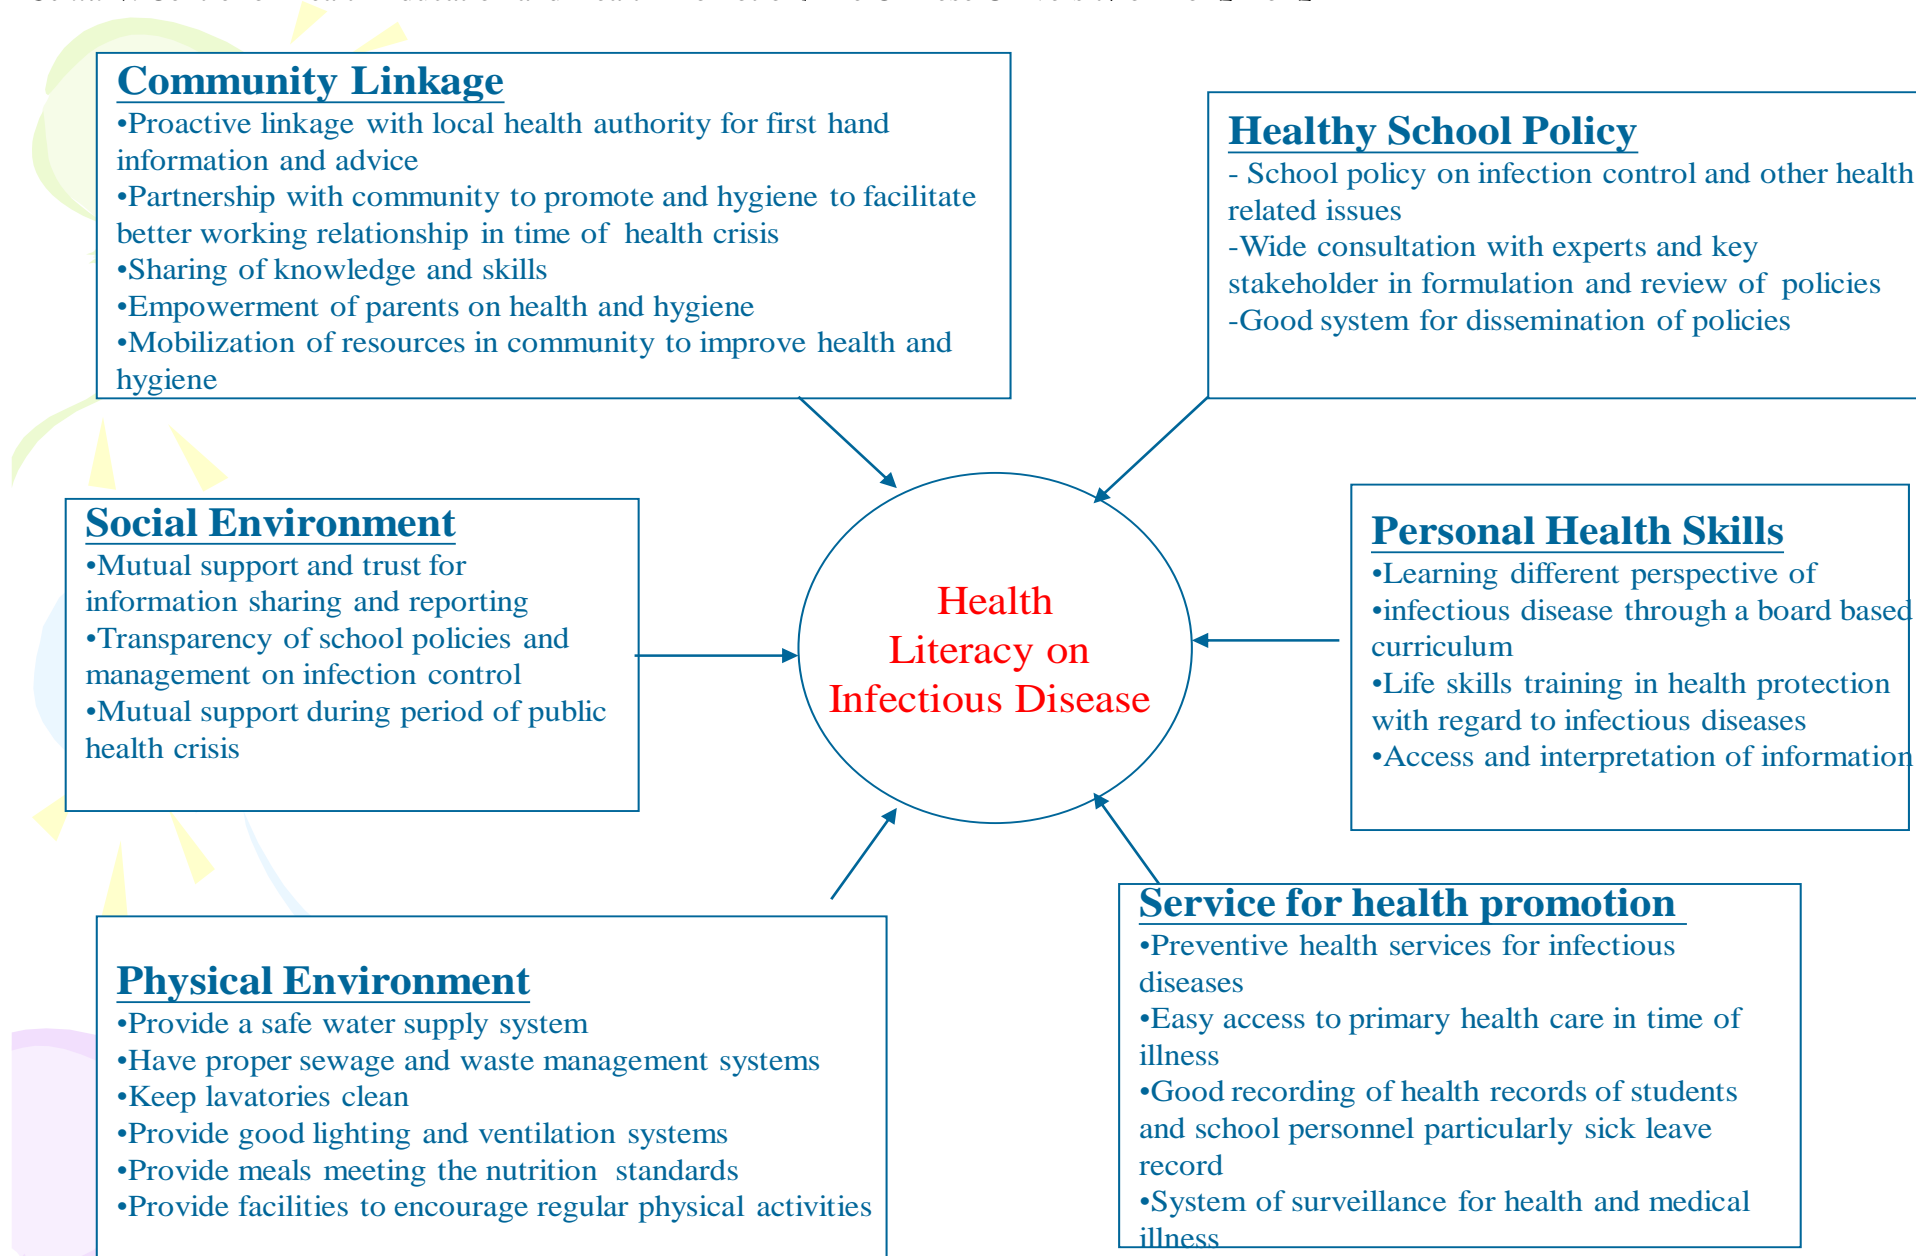 Community Linkage
•Proactive linkage with local health authority for first hand
information and advice
•Partnership with community to promote and hygiene to facilitate
better working relationship in time of health crisis
•Sharing of knowledge and skills
•Empowerment of parents on health and hygiene
•Mobilization of resources in community to improve health and
hygiene
Healthy School Policy
- School policy on infection control and other health
related issues
-Wide consultation with experts and key
stakeholder in formulation and review of policies
-Good system for dissemination of policies
Social Environment
•Mutual support and trust for
information sharing and reporting
•Transparency of school policies and
management on infection control
•Mutual support during period of public
health crisis
Health
Literacy on
Infectious Disease
Personal Health Skills
•Learning different perspective of
•infectious disease through a board based
curriculum
•Life skills training in health protection
with regard to infectious diseases
•Access and interpretation of information
Physical Environment
•Provide a safe water supply system
•Have proper sewage and waste management systems
•Keep lavatories clean
•Provide good lighting and ventilation systems
•Provide meals meeting the nutrition standards
•Provide facilities to encourage regular physical activities
Service for health promotion
•Preventive health services for infectious
diseases
•Easy access to primary health care in time of
illness
•Good recording of health records of students
and school personnel particularly sick leave
record
•System of surveillance for health and medical
illness